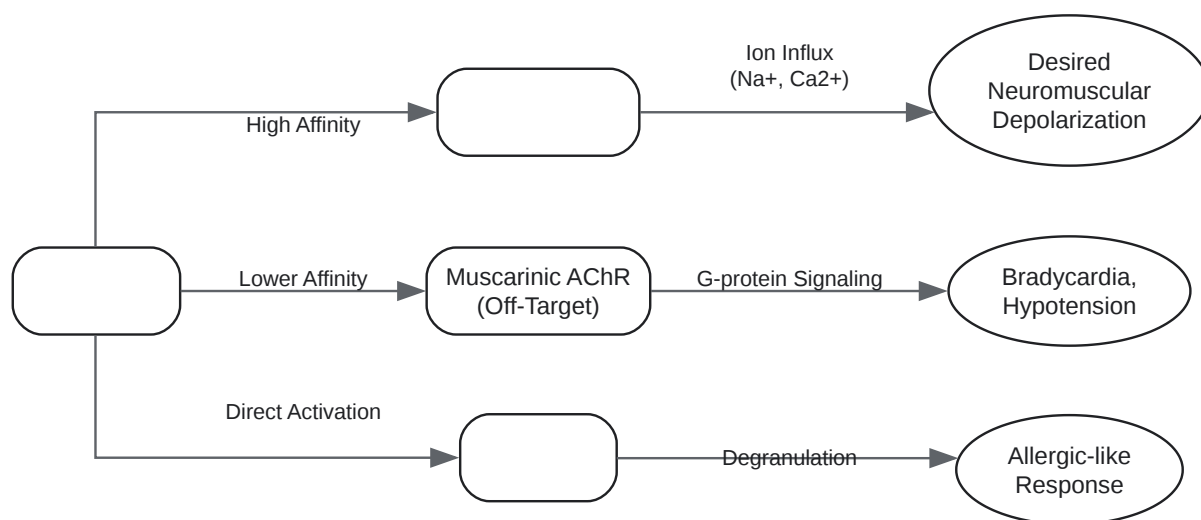 Ion Influx
(Na+, Ca2+)
Desired
Neuromuscular
Depolarization
High Affinity
Lower Affinity
Muscarinic AChR
(Off-Target)
G-protein Signaling
Bradycardia,
Hypotension
Direct Activation
Degranulation
Allergic-like
Response